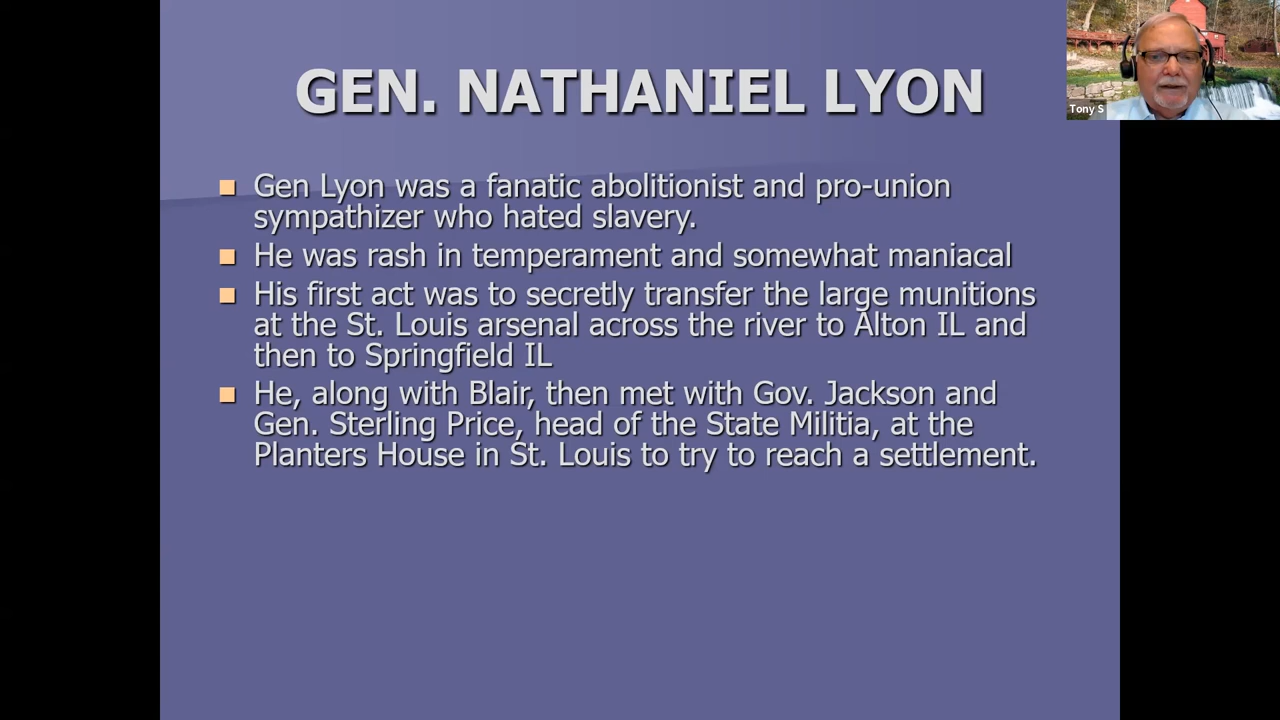 GEN. NATHANIEL LYON
Gen Lyon was a fanatic abolitionist and pro-union
sympathizer who hated slavery.
He was rash in temperament and somewhat maniacal
His first act was to secretly transfer the large munitions
at the St. Louis arsenal across the river to Alton IL and
then to Springfield IL
He, along with Blair, then met with Gov. Jackson and
Gen. Sterling Price, head of the State Militia, at the
Planters House in St. Louis to try to reach a settlement.
Tony S